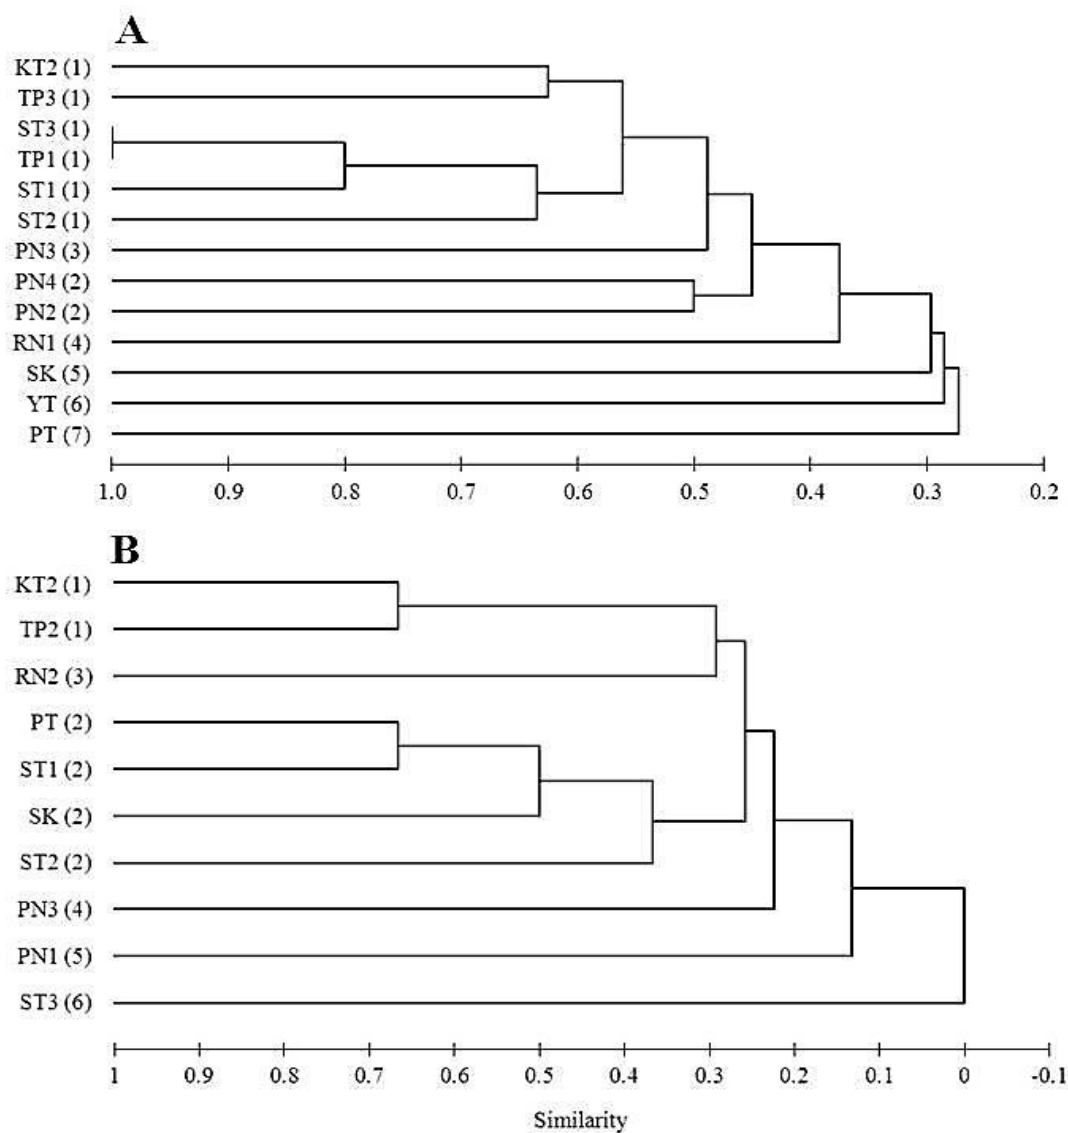 A
KT2 (1)
TP3 (1)
ST3 (1)
TP1 (1)
ST1 (1)
ST2 (1)
PN3 (3)
PN4 (2)
PN2 (2)
RN1 (4)
SK (5)
YT (6)
PT (7)
1.0 0.9 0.8 0.7 0.6 0.5 0.4 0.3 0.2
B
KT2 (1)
TP2 (1)
RN2 (3)
PT (2)
ST1 (2)
SK (2)
ST2 (2)
PN3 (4)
PN1 (5)
ST3 (6)
1 0.9 0.8 0.7 0.6 0.5 0.4 0.3 0.2 0.1 0 -0.1
Similarity